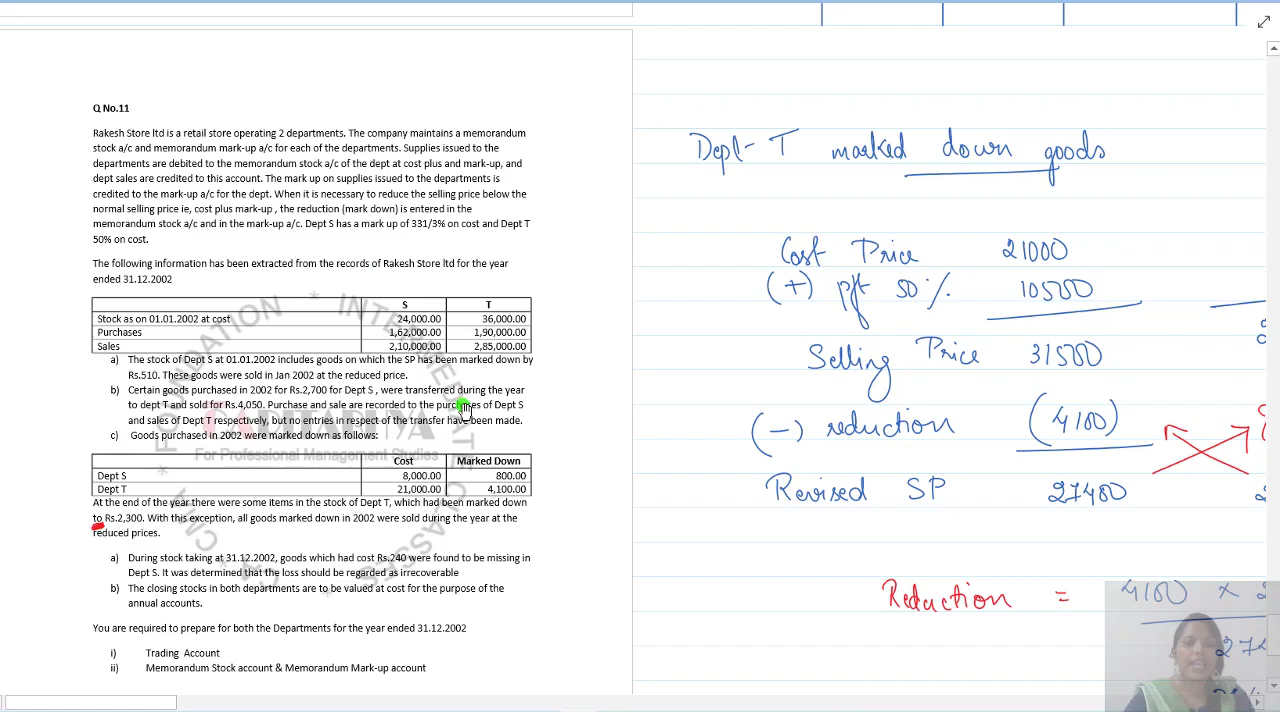 Q No.11
Rakesh Store ltd is a retail store operating 2 departments. The company maintains a memorandum
stock a/c and memorandum mark-up a/c for each of the departments. Supplies issued to the
departments are debited to the memorandum stock a/c of the dept at cost plus and mark-up, and
dept sales are credited to this account. The mark up on supplies issued to the departments is
credited to the mark-up a/c for the dept. When it is necessary to reduce the selling price below the
normal selling price ie, cost plus mark-up , the reduction (mark down) is entered in the
memorandum stock a/c and in the mark-up a/c. Dept S has a mark up of 331/3% on cost and Dept T
50% on cost.
The following information has been extracted from the records of Rakesh Store ltd for the year
ended 31.12.2002
S T
Stock as on 01.01.2002 at cost 24,000.00 36,000.00
Purchases 1,62,000.00 1,90,000.00
Sales 2,10,000.00 2,85,000.00
a) The stock of Dept S at 01.01.2002 includes goods on which the SP has been marked down by
Rs.510. These goods were sold in Jan 2002 at the reduced price.
b) Certain goods purchased in 2002 for Rs.2,700 for Dept S , were transferred during the year
to dept T and sold for Rs.4,050. Purchase and sale are recorded to the purchases of Dept S
and sales of Dept T respectively, but no entries in respect of the transfer have been made.
c) Goods purchased in 2002 were marked down as follows:
For Professional Management Studies
Cost Marked Down
Dept S 8,000.00 800.00
Dept T 21,000.00 4,100.00
At the end of the year there were some items in the stock of Dept T, which had been marked down
to Rs.2,300. With this exception, all goods marked down in 2002 were sold during the year at the
reduced prices.
a) During stock taking at 31.12.2002, goods which had cost Rs.240 were found to be missing in
Dept S. It was determined that the loss should be regarded as irrecoverable
b) The closing stocks in both departments are to be valued at cost for the purpose of the
annual accounts.
You are required to prepare for both the Departments for the year ended 31.12.2002
i) Trading Account
ii) Memorandum Stock account & Memorandum Mark-up account
* FOUNDATION * INTERMEDIATE * CMA CLASSES
Dept- T marked down goods
Cost Price 21000
(+) pft 50% 10500
Selling Price 31500
(-) reduction (4100)
Revised SP 27400
Reduction = 4100 ×